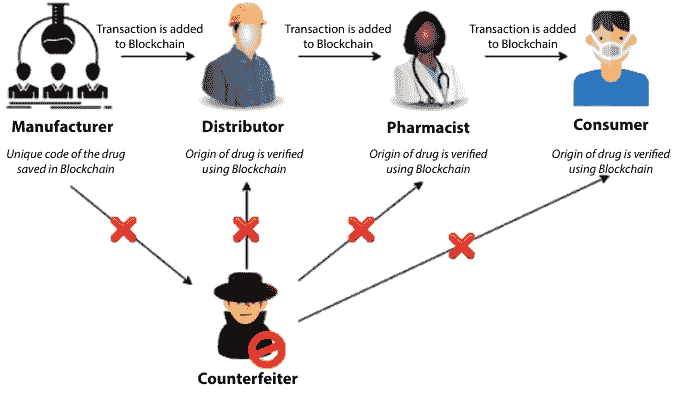 Transaction is added
to Blockchain
Transaction is added
to Blockchain
Transaction is added
to Blockchain
Manufacturer
Distributor
Pharmacist
Consumer
Unique code of the drug
saved in Blockchain
Origin of drug is verified
using Blockchain
Origin of drug is verified
using Blockchain
Origin of drug is verified
using Blockchain
Counterfeiter